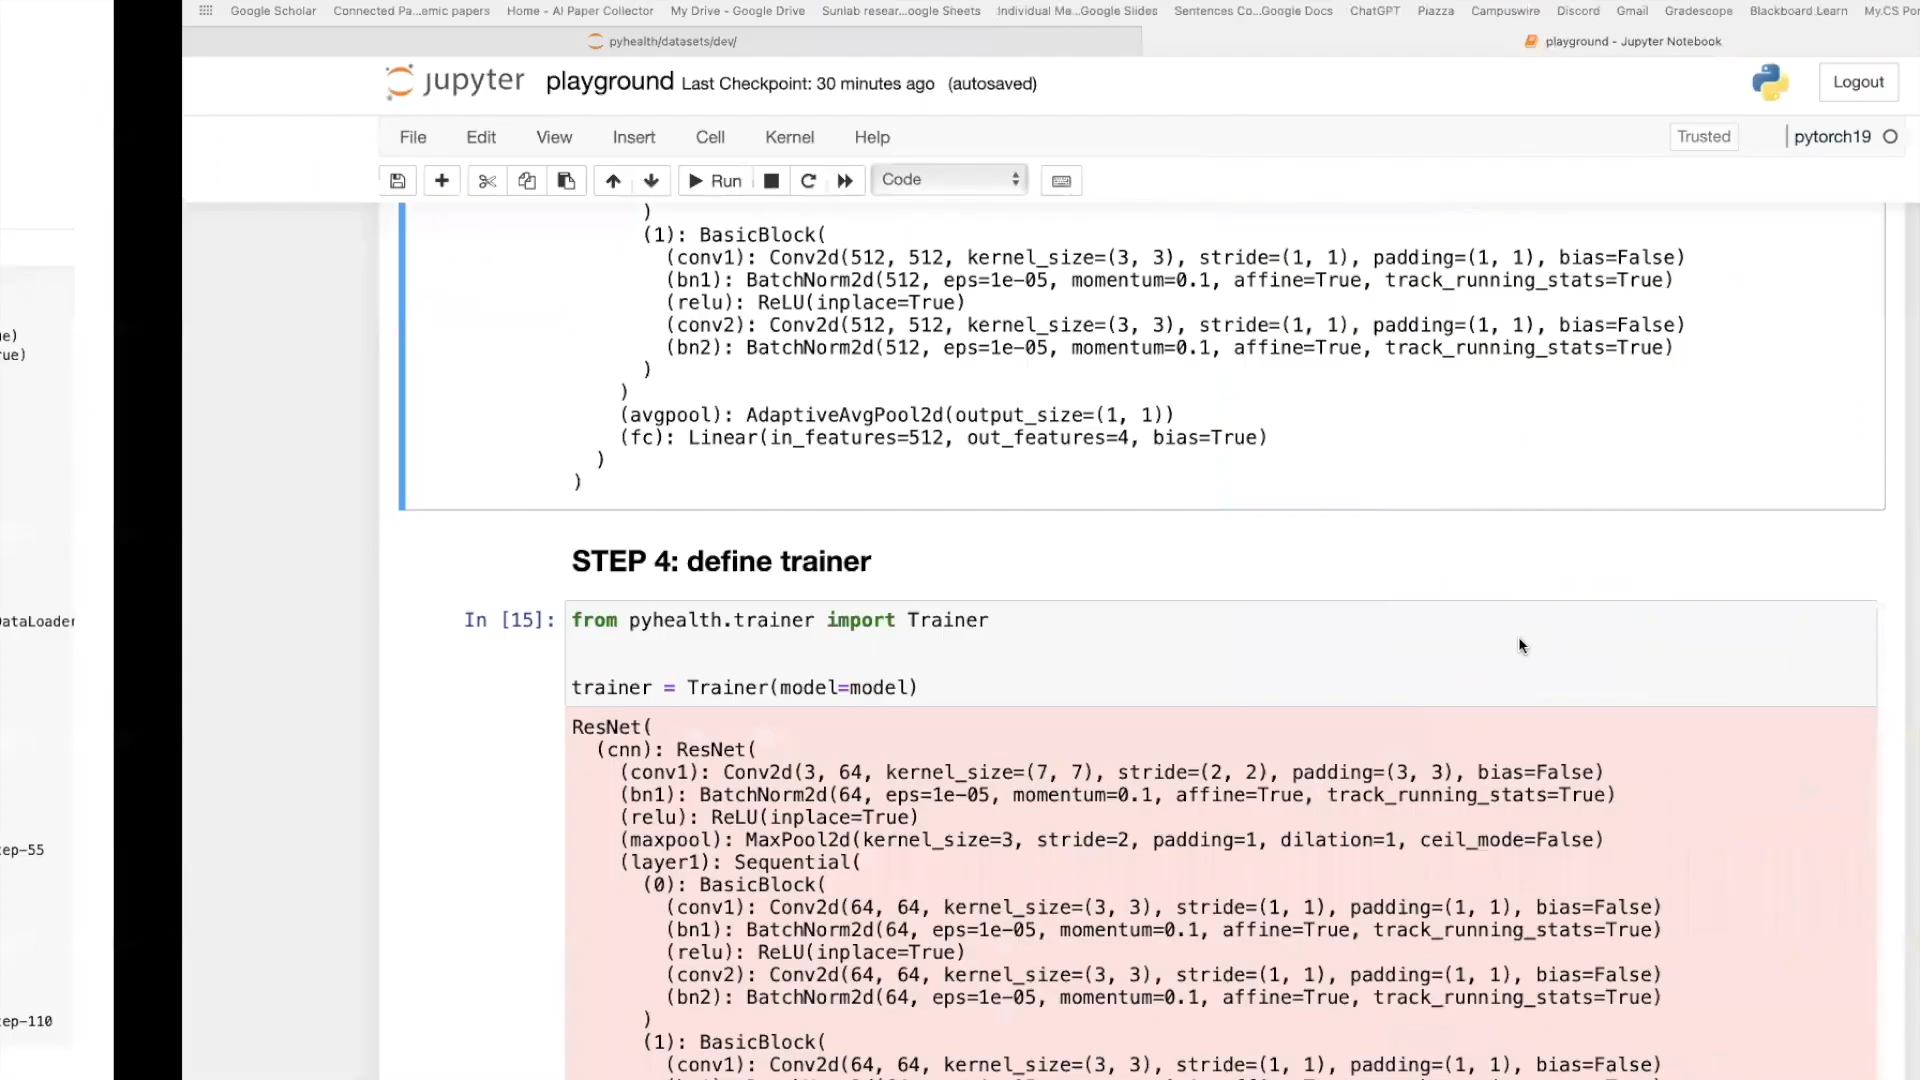 Google Scholar Connected Pa...emic papers Home - AI Paper Collector My Drive - Google Drive Sunlab resear...oogle Sheets Individual Me...Google Slides Sentences Co...Google Docs ChatGPT Piazza Campuswire Discord Gmail Gradescope Blackboard Learn My.CS Por
pyhealth/datasets/dev/ playground - Jupyter Notebook
jupyter playground Last Checkpoint: 30 minutes ago (autosaved) Logout
File Edit View Insert Cell Kernel Help Trusted pytorch19
Run Code
)
(1): BasicBlock(
(conv1): Conv2d(512, 512, kernel_size=(3, 3), stride=(1, 1), padding=(1, 1), bias=False)
(bn1): BatchNorm2d(512, eps=1e-05, momentum=0.1, affine=True, track_running_stats=True)
(relu): ReLU(inplace=True)
(conv2): Conv2d(512, 512, kernel_size=(3, 3), stride=(1, 1), padding=(1, 1), bias=False)
(bn2): BatchNorm2d(512, eps=1e-05, momentum=0.1, affine=True, track_running_stats=True)
)
)
(avgpool): AdaptiveAvgPool2d(output_size=(1, 1))
(fc): Linear(in_features=512, out_features=4, bias=True)
)
)
STEP 4: define trainer
In [15]: from pyhealth.trainer import Trainer
trainer = Trainer(model=model)
ResNet(
(cnn): ResNet(
(conv1): Conv2d(3, 64, kernel_size=(7, 7), stride=(2, 2), padding=(3, 3), bias=False)
(bn1): BatchNorm2d(64, eps=1e-05, momentum=0.1, affine=True, track_running_stats=True)
(relu): ReLU(inplace=True)
(maxpool): MaxPool2d(kernel_size=3, stride=2, padding=1, dilation=1, ceil_mode=False)
(layer1): Sequential(
(0): BasicBlock(
(conv1): Conv2d(64, 64, kernel_size=(3, 3), stride=(1, 1), padding=(1, 1), bias=False)
(bn1): BatchNorm2d(64, eps=1e-05, momentum=0.1, affine=True, track_running_stats=True)
(relu): ReLU(inplace=True)
(conv2): Conv2d(64, 64, kernel_size=(3, 3), stride=(1, 1), padding=(1, 1), bias=False)
(bn2): BatchNorm2d(64, eps=1e-05, momentum=0.1, affine=True, track_running_stats=True)
)
(1): BasicBlock(
(conv1): Conv2d(64, 64, kernel_size=(3, 3), stride=(1, 1), padding=(1, 1), bias=False)
ue)
rue)
DataLoader
tep-55
tep-110